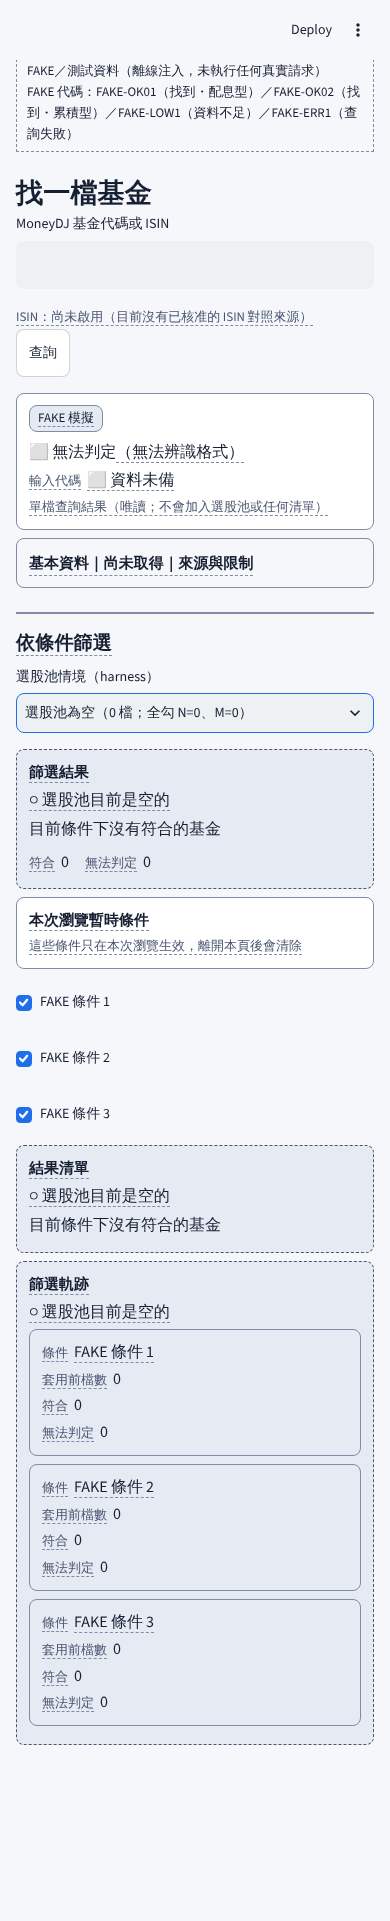 Deploy
FAKE／測試資料（離線注入，未執行任何真實請求）
FAKE 代碼：FAKE-OK01（找到・配息型）／FAKE-OK02（找
到・累積型）／FAKE-LOW1（資料不足）／FAKE-ERR1（查
詢失敗）
找一檔基金
MoneyDJ 基金代碼或 ISIN
ISIN：尚未啟用（目前沒有已核准的 ISIN 對照來源）
查詢
FAKE 模擬
⬜ 無法判定（無法辨識格式）
輸入代碼 ⬜ 資料未備
單檔查詢結果（唯讀；不會加入選股池或任何清單）
基本資料｜尚未取得｜來源與限制
依條件篩選
選股池情境（harness）
選股池為空（0 檔；全勾 N=0、M=0）
篩選結果
○ 選股池目前是空的
目前條件下沒有符合的基金
符合 0 無法判定 0
本次瀏覽暫時條件
這些條件只在本次瀏覽生效，離開本頁後會清除
FAKE 條件 1
FAKE 條件 2
FAKE 條件 3
結果清單
○ 選股池目前是空的
目前條件下沒有符合的基金
篩選軌跡
○ 選股池目前是空的
條件 FAKE 條件 1
套用前檔數 0
符合 0
無法判定 0
條件 FAKE 條件 2
套用前檔數 0
符合 0
無法判定 0
條件 FAKE 條件 3
套用前檔數 0
符合 0
無法判定 0